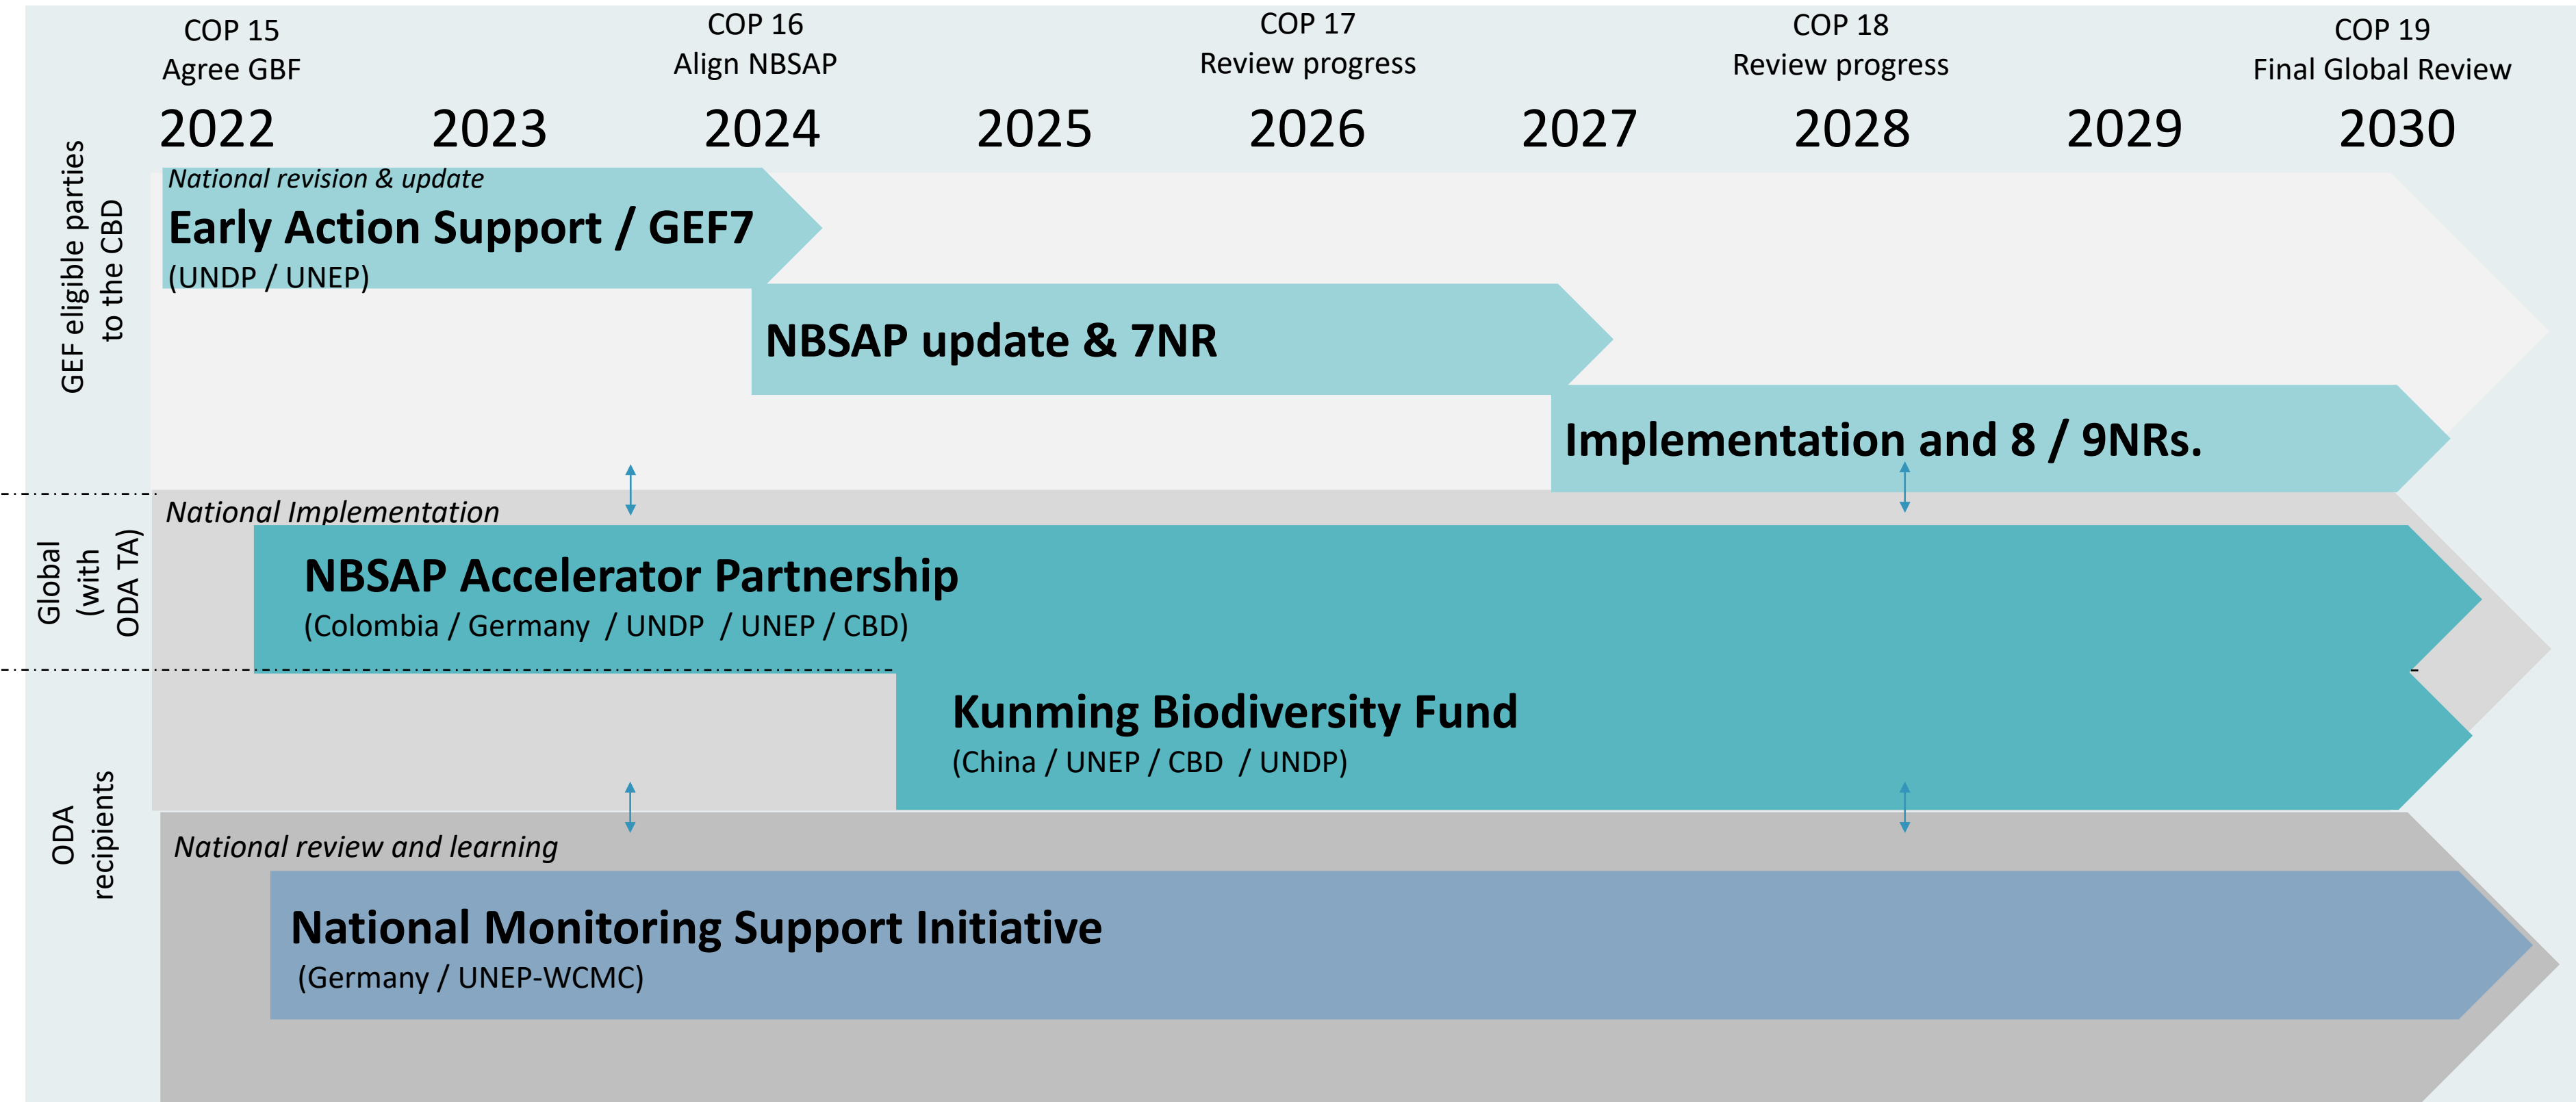 COP 15
Agree GBF
COP 16
Align NBSAP
COP 17
Review progress
COP 18
Review progress
COP 19
Final Global Review
2022 2023 2024 2025 2026 2027 2028 2029 2030
GEF eligible parties
to the CBD
National revision & update
Early Action Support / GEF7
(UNDP / UNEP)
NBSAP update & 7NR
Implementation and 8 / 9NRs.
Global
(with
ODA TA)
National Implementation
NBSAP Accelerator Partnership
(Colombia / Germany / UNDP / UNEP / CBD)
Kunming Biodiversity Fund
(China / UNEP / CBD / UNDP)
ODA
recipients
National review and learning
National Monitoring Support Initiative
(Germany / UNEP-WCMC)